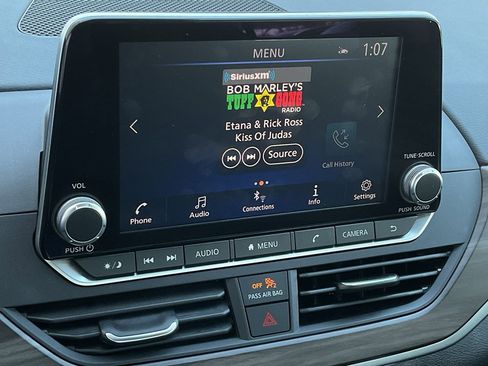 MENU
1:07
((SiriusXM))
BOB MARLEY'S
TUFF GONG
RADIO
Etana & Rick Ross
Kiss Of Judas
Source
Call History
VOL
TUNE•SCROLL
Phone
Audio
Connections
Info
Settings
PUSH
PUSH SOUND
AUDIO
MENU
CAMERA
OFF
2
PASS AIR BAG